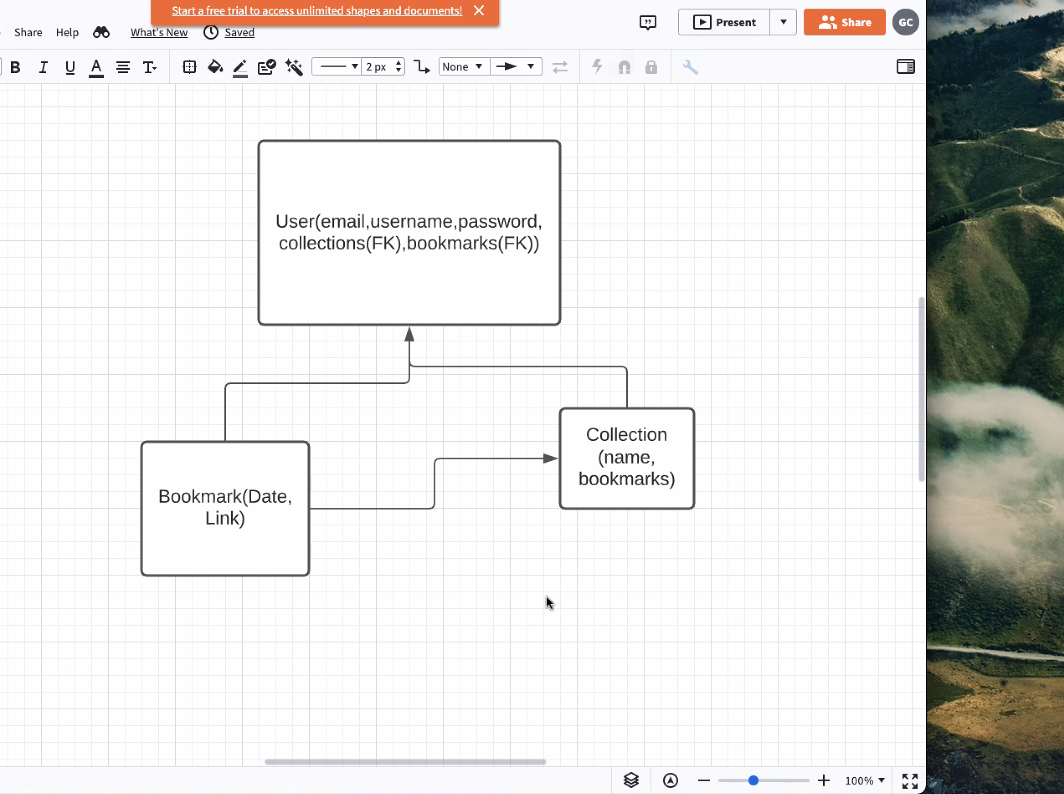 Start a free trial to access unlimited shapes and documents!
Share Help What's New Saved
Present Share GC
B I U A T 2 px None
User(email,username,password,
collections(FK),bookmarks(FK))
Collection
(name,
bookmarks)
Bookmark(Date,
Link)
100%